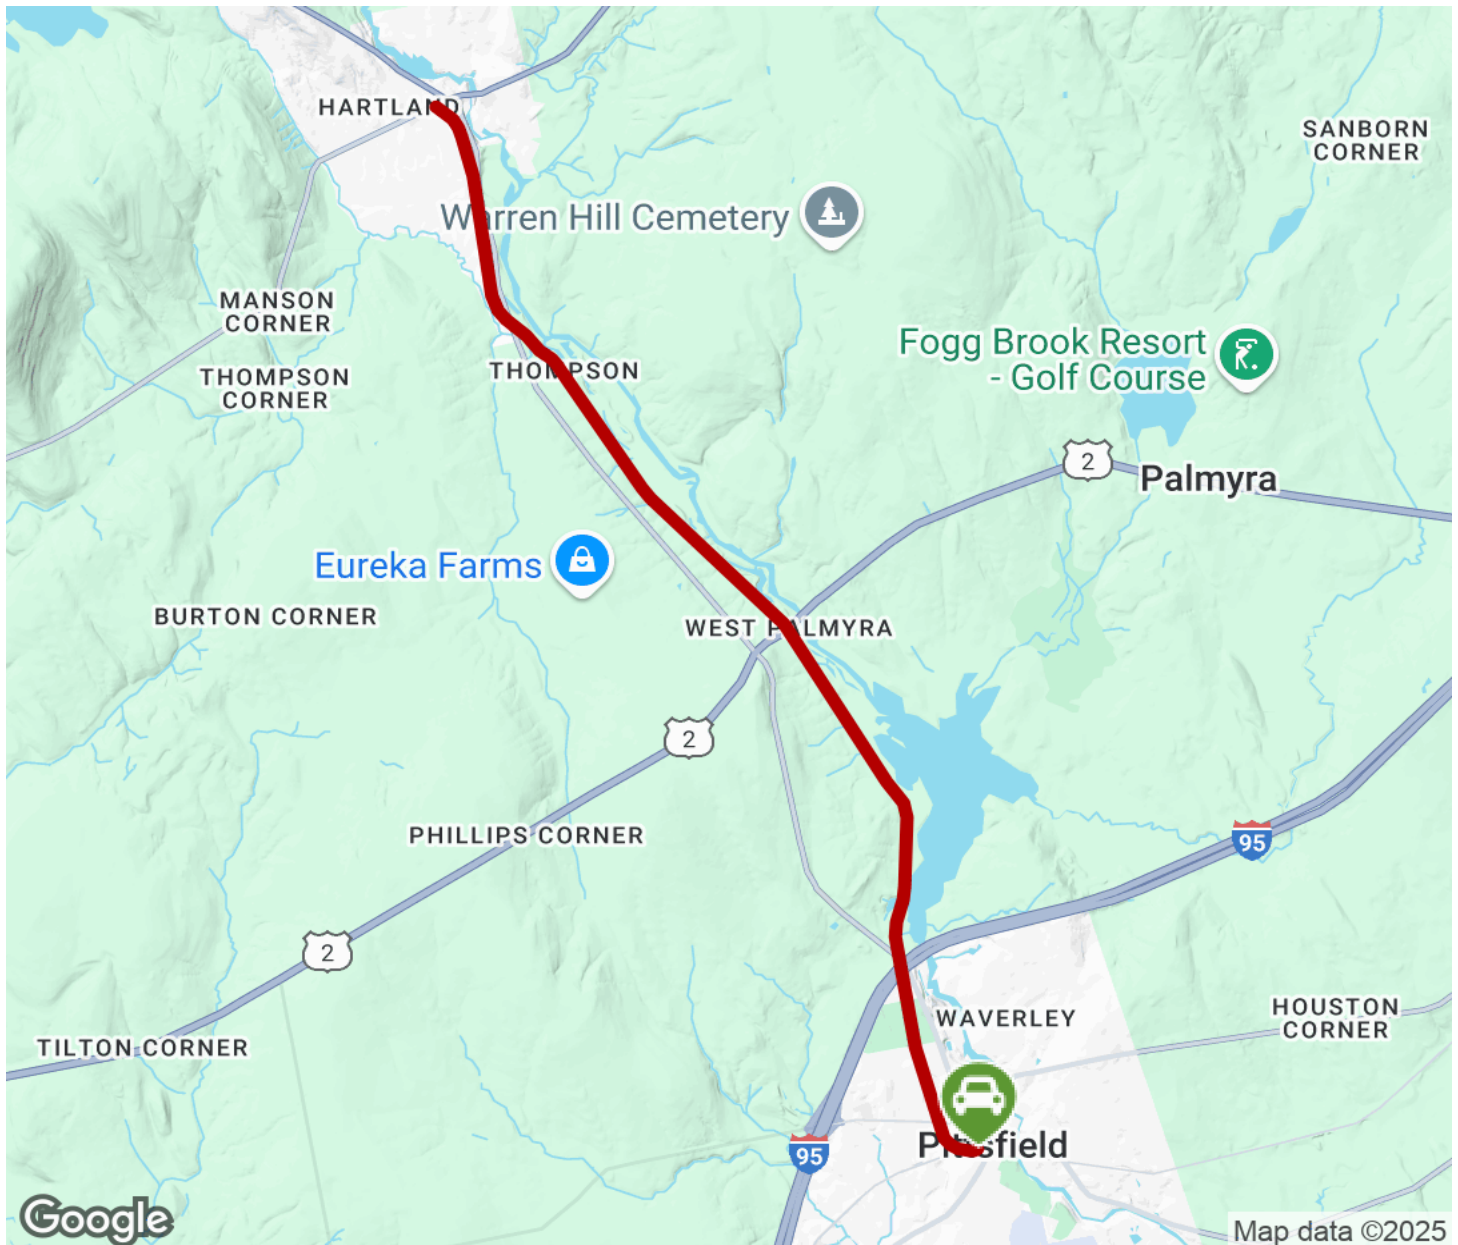 HARTLAND
SANBORN
CORNER
Warren Hill Cemetery
MANSON
CORNER
Fogg Brook Resort
- Golf Course
THOMPSON
THOMPSON
CORNER
2
Palmyra
Eureka Farms
BURTON CORNER
WEST PALMYRA
2
PHILLIPS CORNER
95
2
HOUSTON
CORNER
WAVERLEY
TILTON CORNER
Pittsfield
95
Google
Map data ©2025